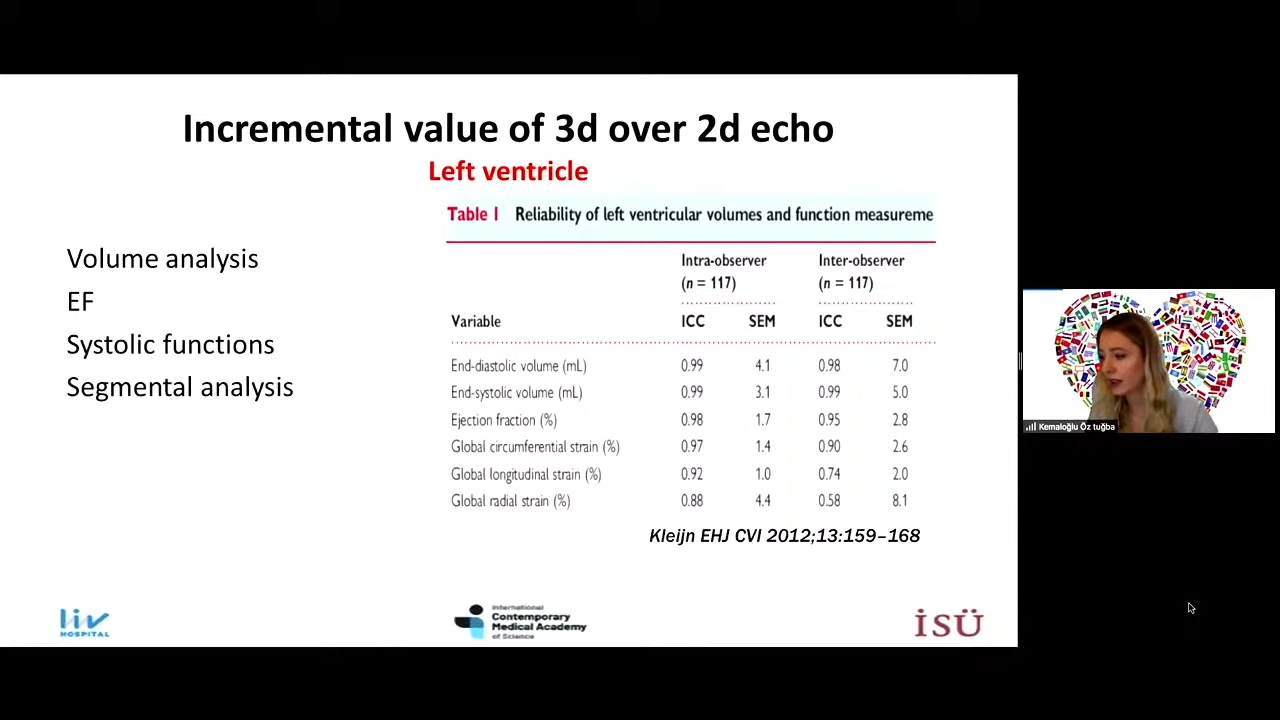 Incremental value of 3d over 2d echo
Left ventricle
Volume analysis
EF
Systolic functions
Segmental analysis
Table 1 Reliability of left ventricular volumes and function measureme
Intra-observer Inter-observer
(n = 117) (n = 117)
Variable ICC SEM ICC SEM
End-diastolic volume (mL) 0.99 4.1 0.98 7.0
End-systolic volume (mL) 0.99 3.1 0.99 5.0
Ejection fraction (%) 0.98 1.7 0.95 2.8
Global circumferential strain (%) 0.97 1.4 0.90 2.6
Global longitudinal strain (%) 0.92 1.0 0.74 2.0
Global radial strain (%) 0.88 4.4 0.58 8.1
Kleijn EHJ CVI 2012;13:159–168
Kemaloğlu Öz tuğba
liv
HOSPITAL
International
Contemporary
Medical Academy
of Science
İSÜ